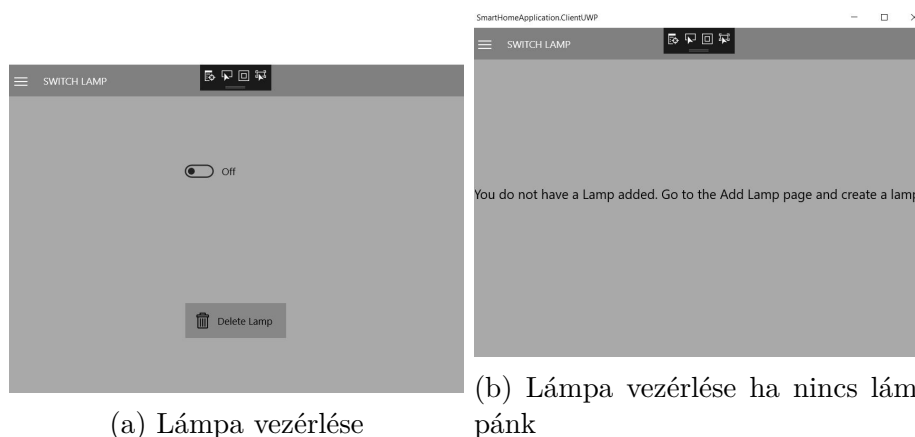 SWITCH LAMP
Off
Delete Lamp
(a) Lámpa vezérlése
SmartHomeApplication.ClientUWP
SWITCH LAMP
You do not have a Lamp added. Go to the Add Lamp page and create a lamp
(b) Lámpa vezérlése ha nincs lám
pánk